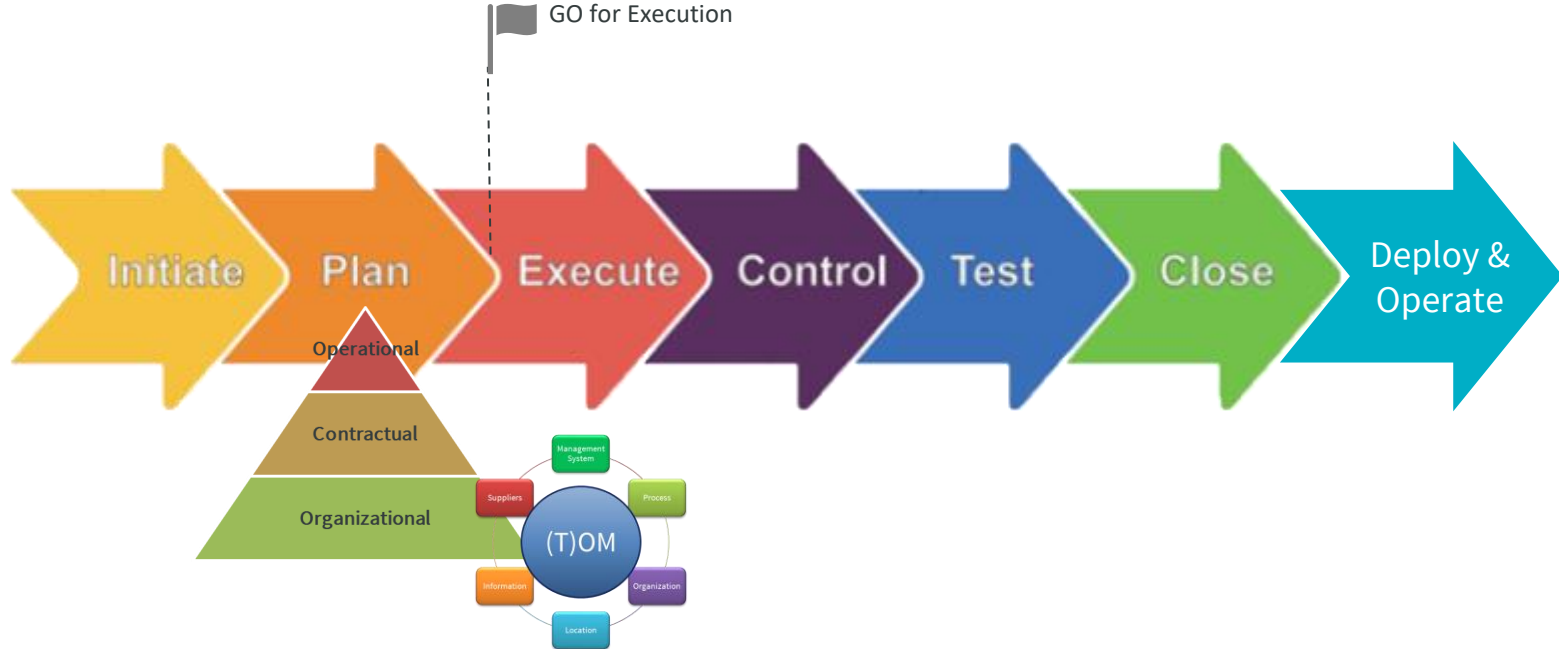 GO for Execution
Initiate
Plan
Execute
Control
Test
Close
Deploy &
Operate
Operational
Contractual
Organizational
Management
System
Suppliers
Process
(T)OM
Information
Organization
Location